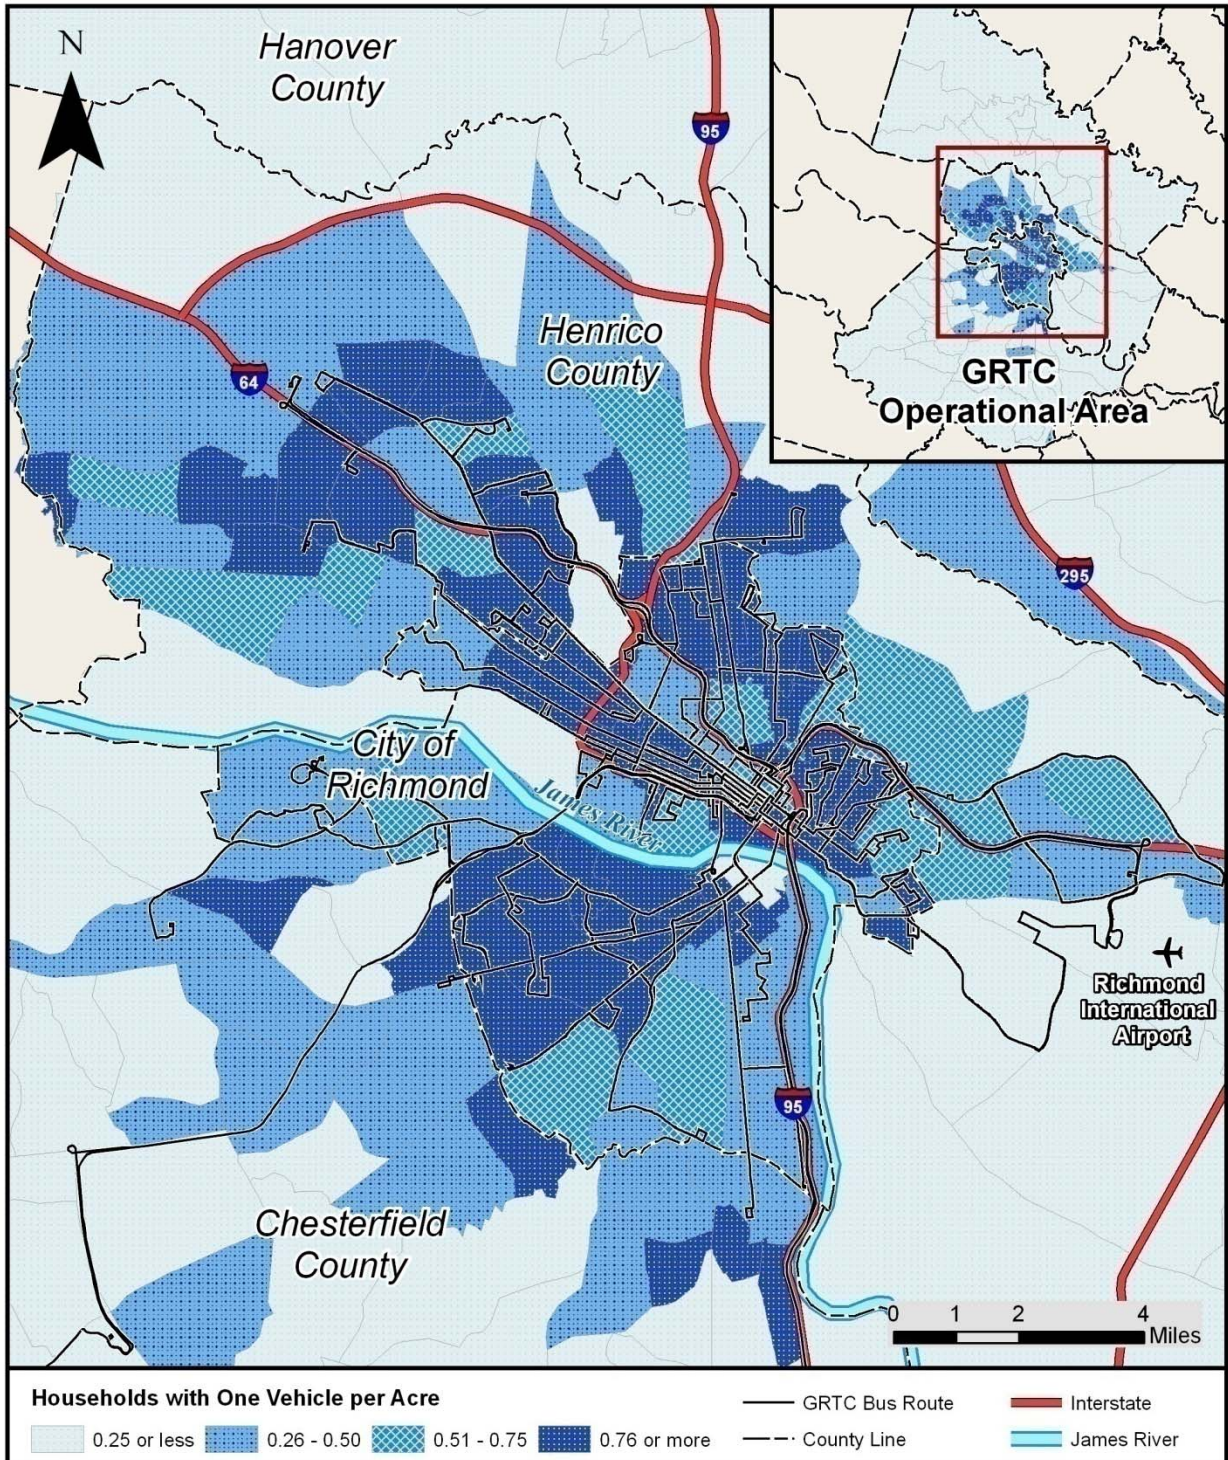 N
Hanover
County
95
Henrico
County
64
GRTC
Operational Area
295
City of
Richmond
James River
Richmond
International
Airport
95
Chesterfield
County
0 1 2 4
Miles
Households with One Vehicle per Acre
0.25 or less 0.26 - 0.50 0.51 - 0.75 0.76 or more
GRTC Bus Route Interstate
County Line James River